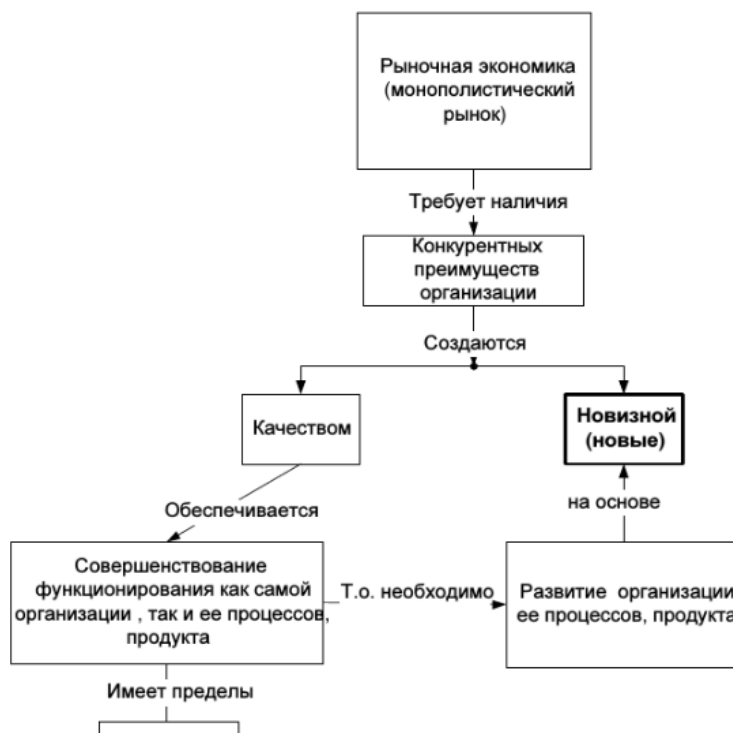 Рыночная экономика
(монополистический
рынок)
Требует наличия
Конкурентных
преимуществ
организации
Создаются
Качеством
Новизной
(новые)
Обеспечивается
на основе
Совершенствование
функционирования как самой
организации , так и ее процессов,
продукта
Т.о. необходимо
Развитие организации
ее процессов, продукта
Имеет пределы